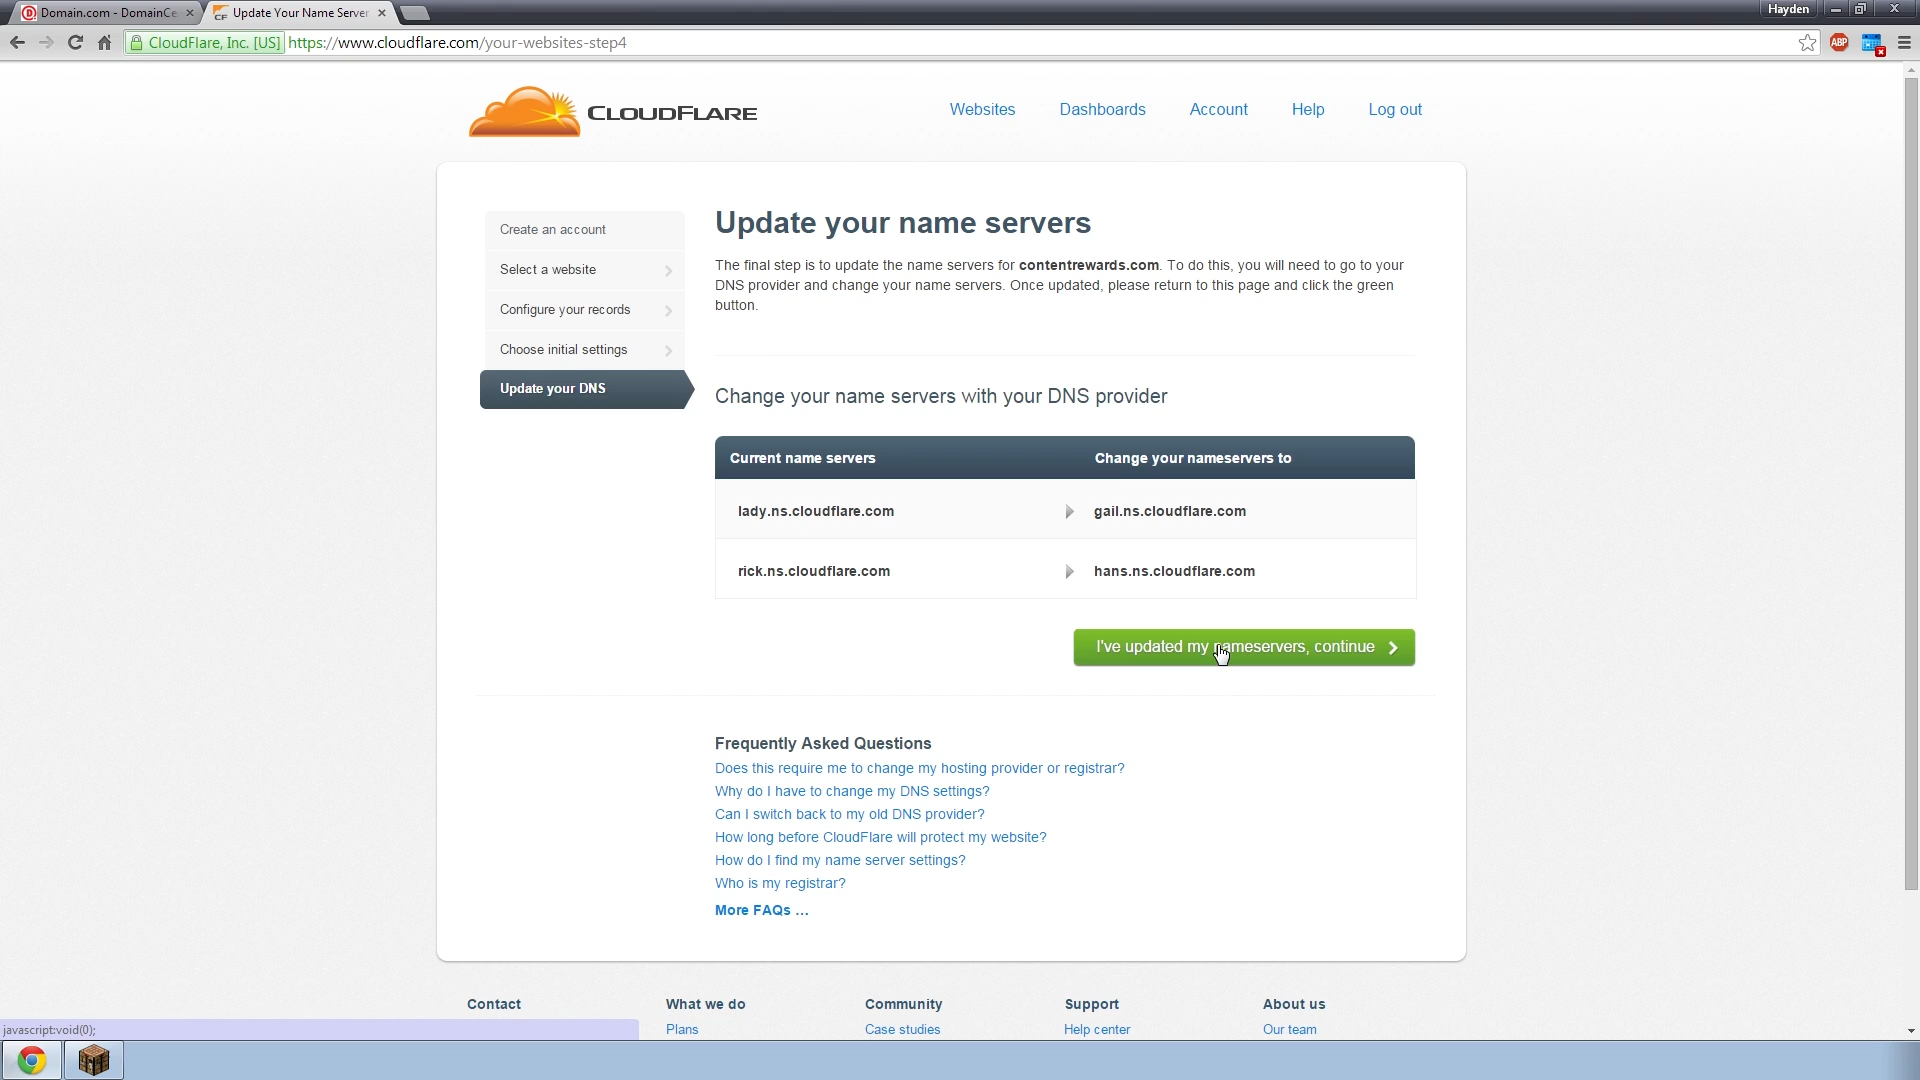 Domain.com - DomainCe
Update Your Name Server
Hayden
CloudFlare, Inc. [US]
https://www.cloudflare.com/your-websites-step4
ABP
CLOUDFLARE
Websites
Dashboards
Account
Help
Log out
Create an account
Select a website
Configure your records
Choose initial settings
Update your DNS
Update your name servers
The final step is to update the name servers for contentrewards.com. To do this, you will need to go to your
DNS provider and change your name servers. Once updated, please return to this page and click the green
button.
Change your name servers with your DNS provider
Current name servers
Change your nameservers to
lady.ns.cloudflare.com
gail.ns.cloudflare.com
rick.ns.cloudflare.com
hans.ns.cloudflare.com
I've updated my nameservers, continue
Frequently Asked Questions
Does this require me to change my hosting provider or registrar?
Why do I have to change my DNS settings?
Can I switch back to my old DNS provider?
How long before CloudFlare will protect my website?
How do I find my name server settings?
Who is my registrar?
More FAQs ...
Contact
What we do
Community
Support
About us
Plans
Case studies
Help center
Our team
javascript:void(0);